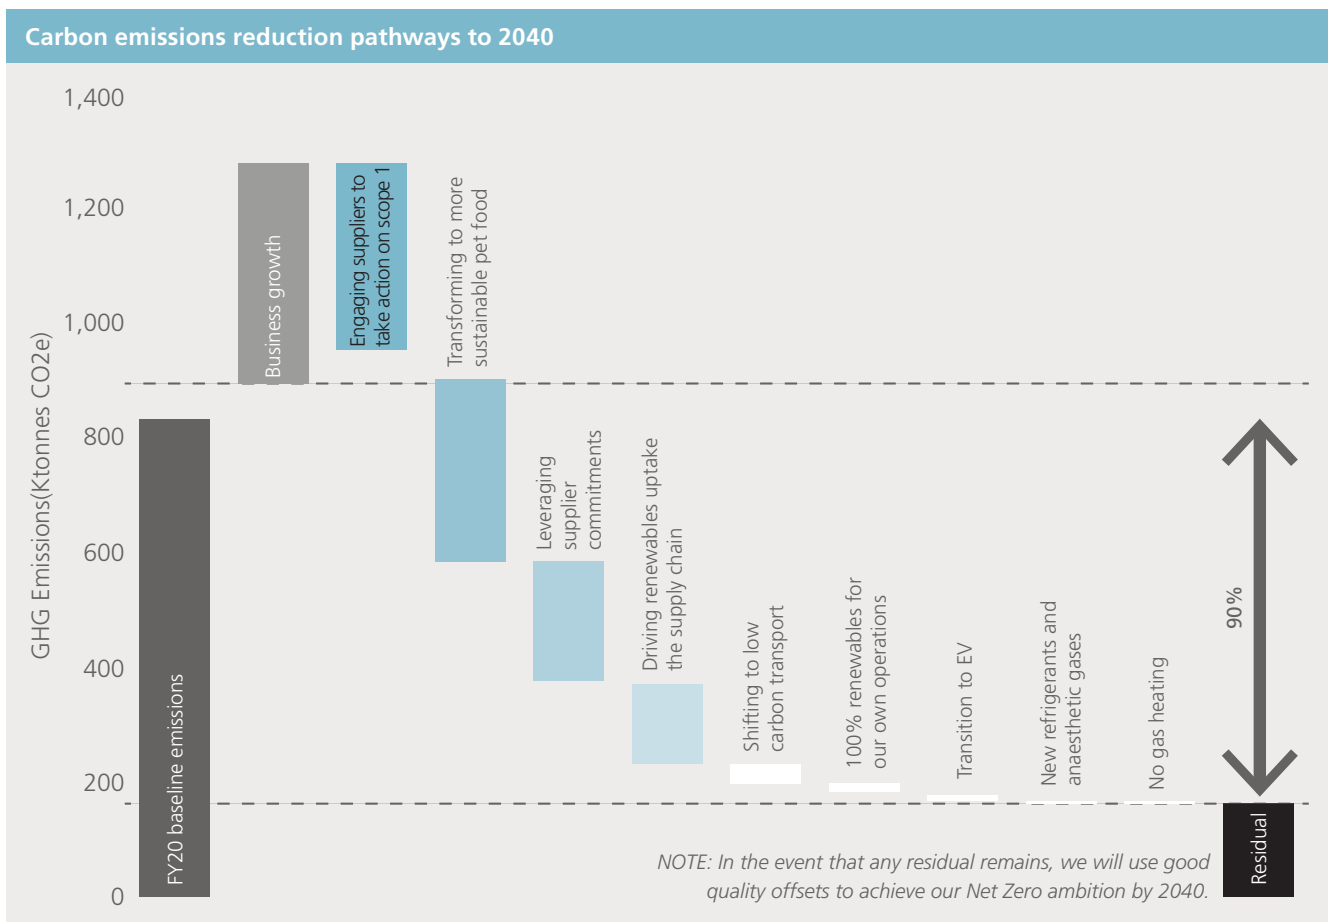 Carbon emissions reduction pathways to 2040
GHG Emissions(Ktonnes CO2e)
1,400
1,200
1,000
800
600
400
200
0
FY20 baseline emissions
Business growth
Engaging suppliers to
take action on scope 1
Transforming to more
sustainable pet food
Leveraging
supplier
commitments
Driving renewables uptake
the supply chain
Shifting to low
carbon transport
100% renewables for
our own operations
Transition to EV
New refrigerants and
anaesthetic gases
No gas heating
90%
Residual
NOTE: In the event that any residual remains, we will use good
quality offsets to achieve our Net Zero ambition by 2040.